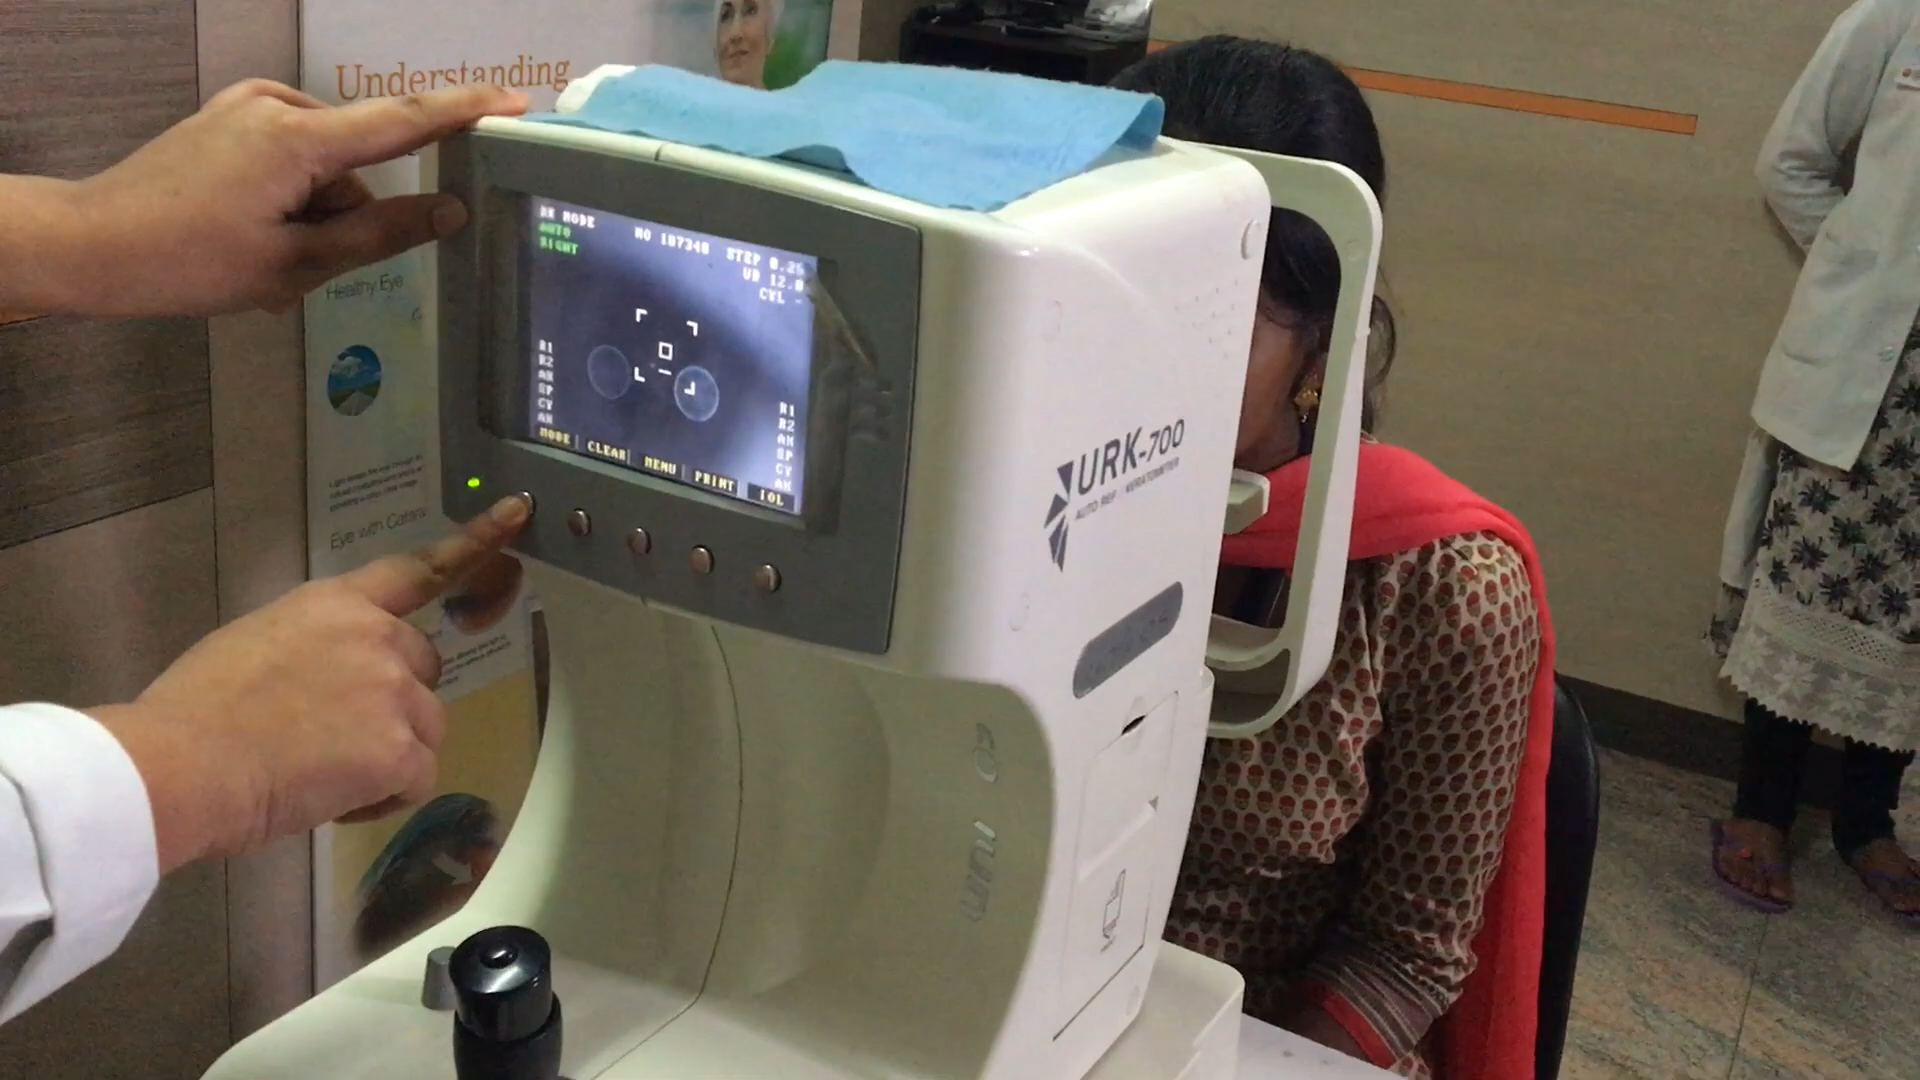 Understanding
Healthy Eye
Eye with Catara
RK MODE
AUTO
RIGHT
NO 187348
STEP 0.25
VD 12.0
CYL -
R1
R2
AX
SP
CY
AX
R1
R2
AX
SP
CY
AX
MODE | CLEAR | MENU | PRINT | IOL
URK-700
AUTO REF / KERATOMETER